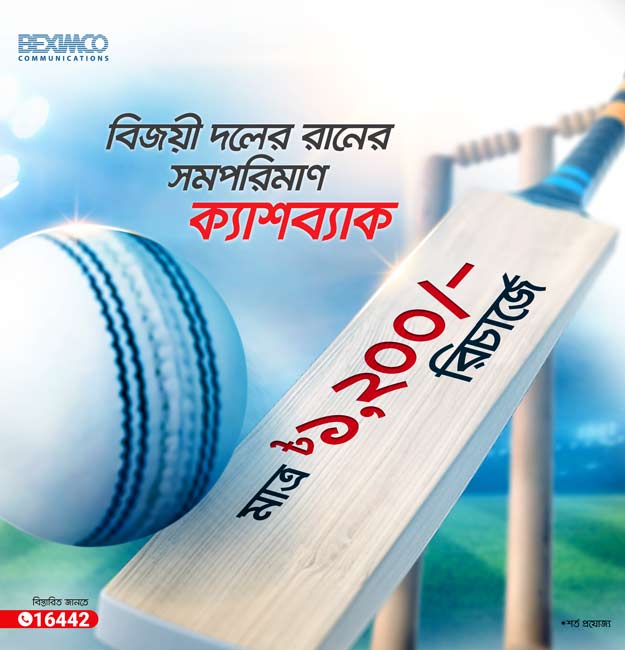 BEXIMCO
COMMUNICATIONS
বিজয়ী দলের রানের
সমপরিমাণ
ক্যাশব্যাক
মাত্র ৳১,২০০/-
রিচার্জে
বিস্তারিত জানতে
16442
*শর্ত প্রযোজ্য